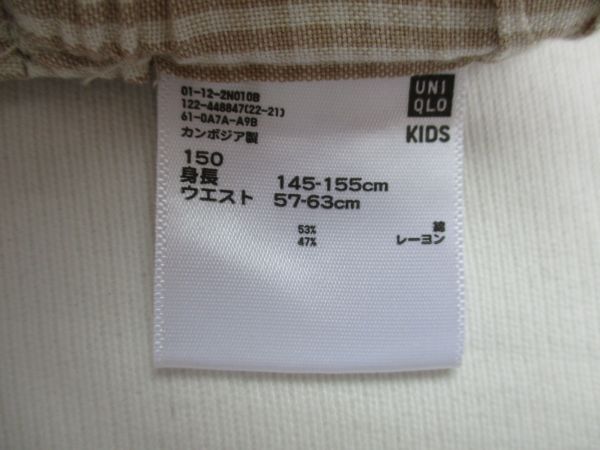 01-12-2N010B
122-448847(22-21)
61-0A7A-A9B
カンボジア製
UNI
QLO
KIDS
150
身長 145-155cm
ウエスト 57-63cm
53% 綿
47% レーヨン